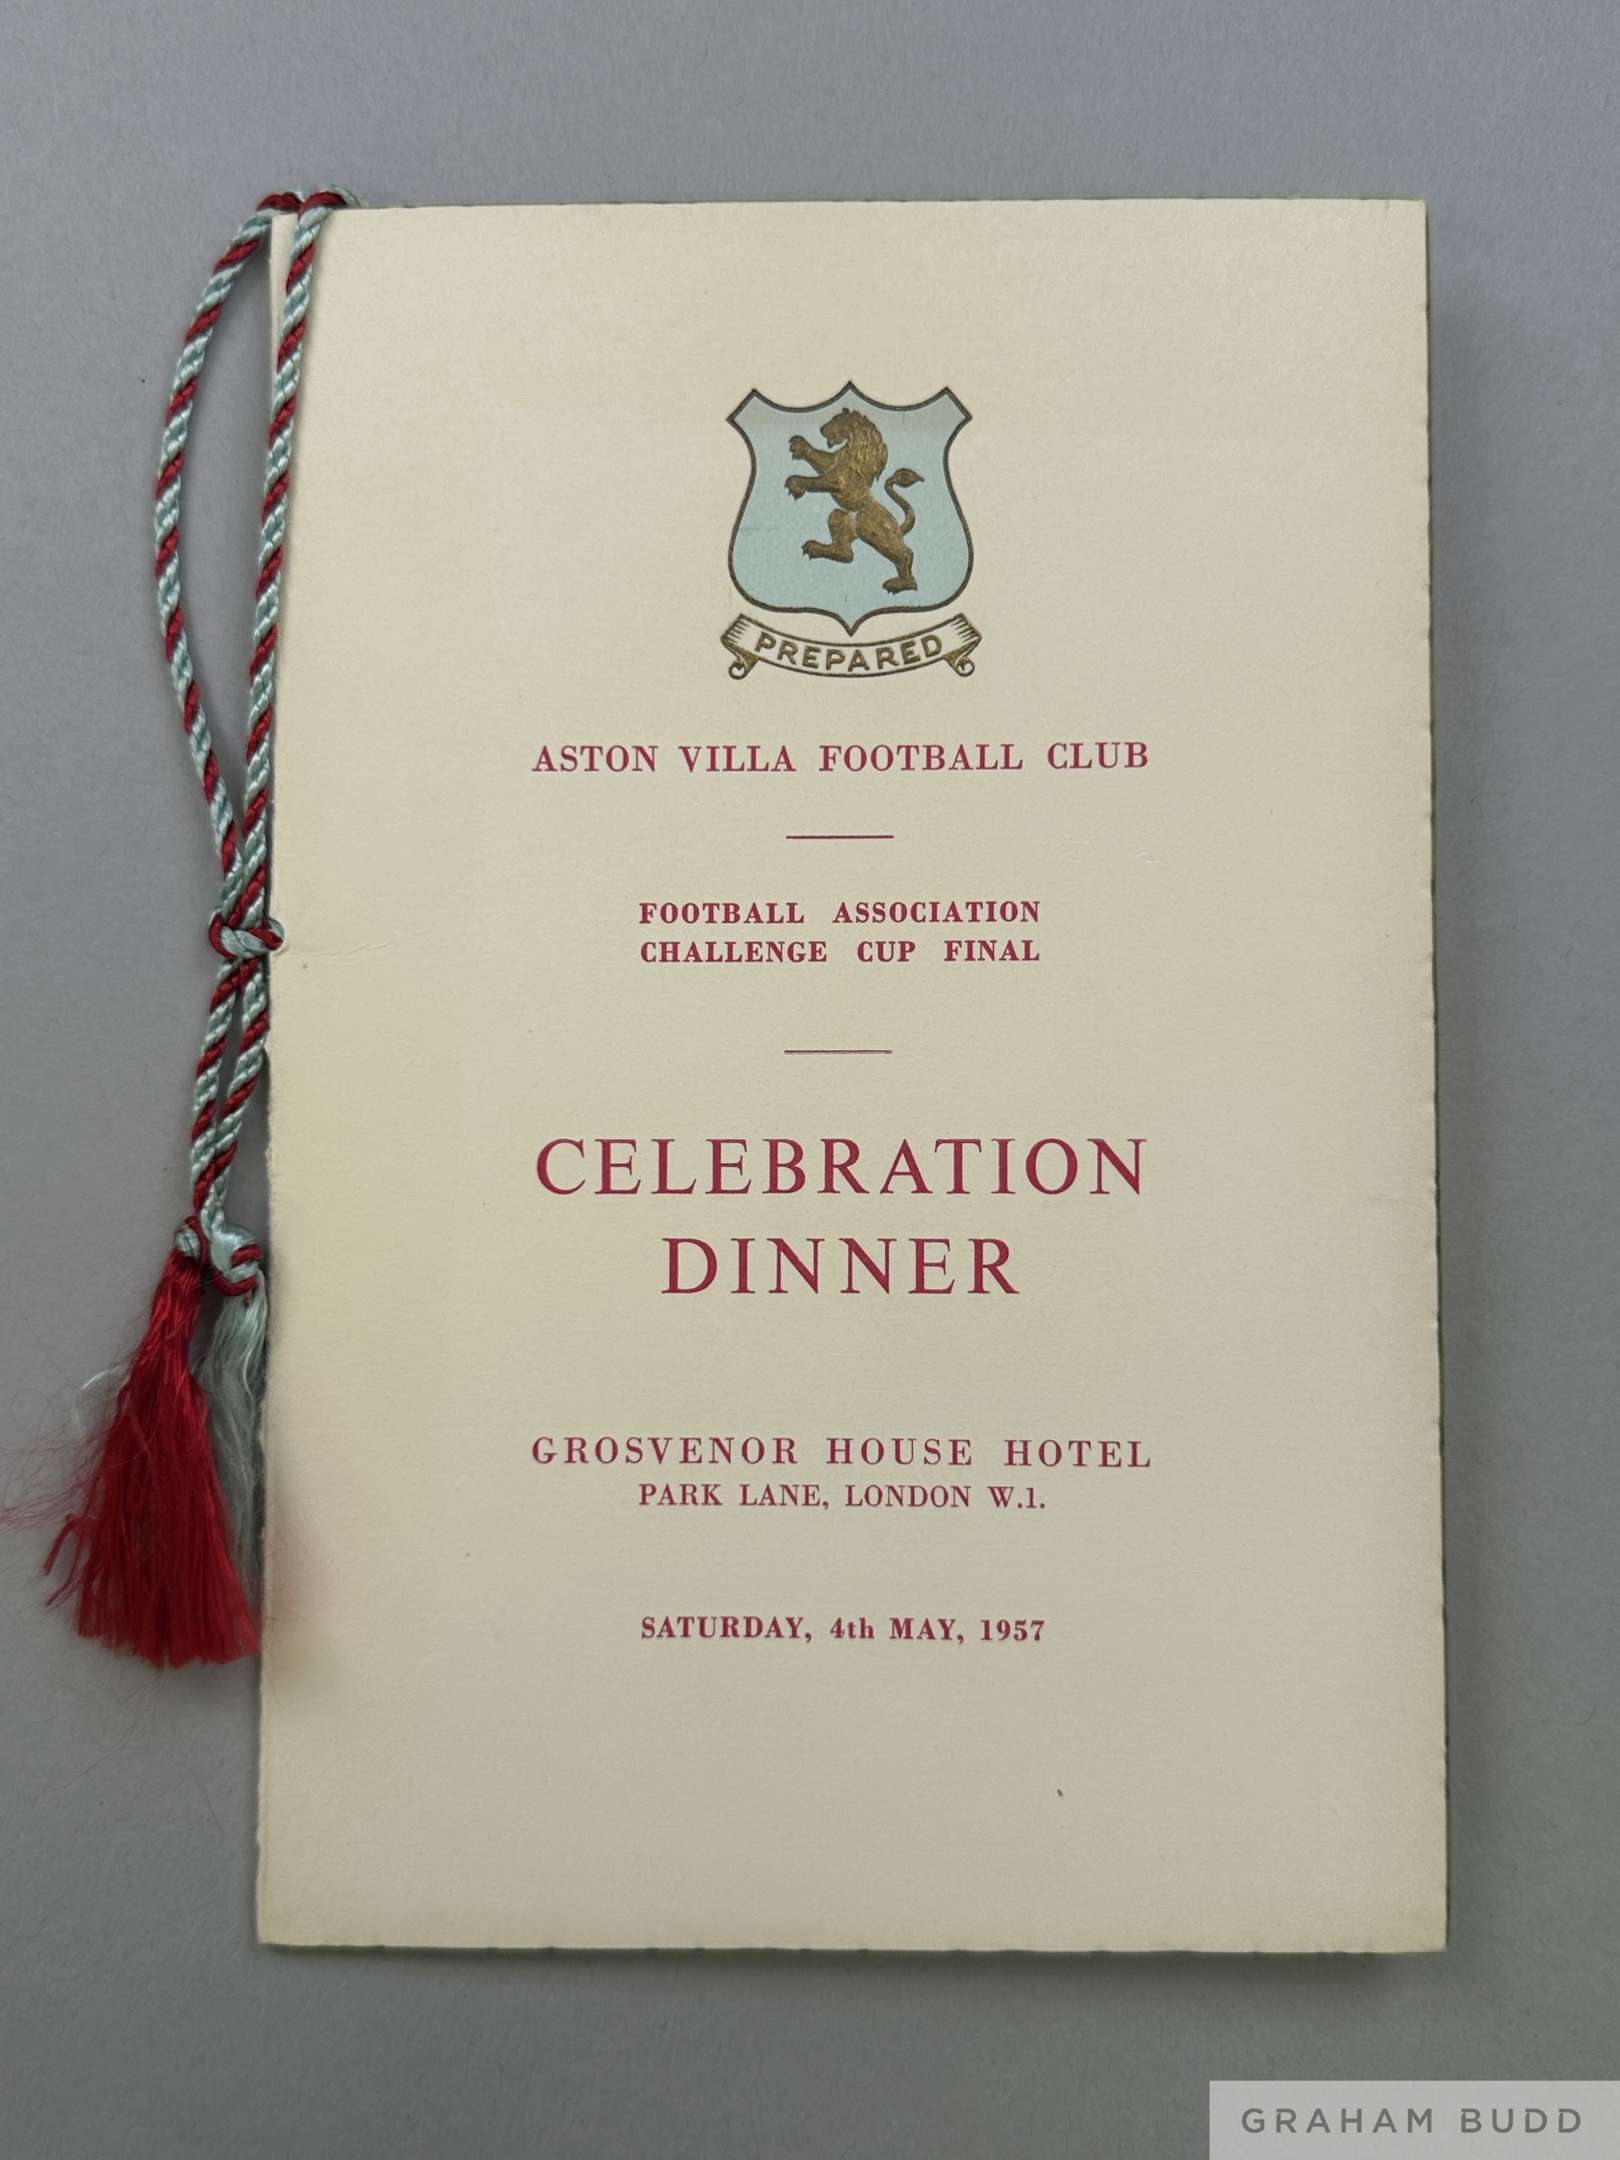 PREPARED
ASTON VILLA FOOTBALL CLUB
FOOTBALL ASSOCIATION
CHALLENGE CUP FINAL
CELEBRATION
DINNER
GROSVENOR HOUSE HOTEL
PARK LANE, LONDON W.1.
SATURDAY, 4th MAY, 1957
GRAHAM BUDD